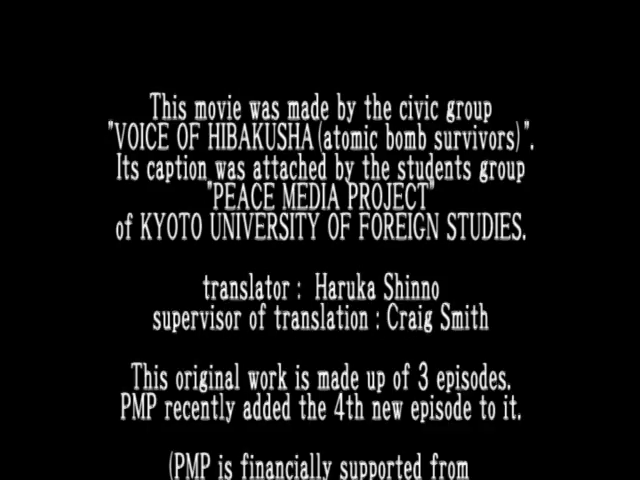 This movie was made by the civic group
"VOICE OF HIBAKUSHA(atomic bomb survivors)".
Its caption was attached by the students group
"PEACE MEDIA PROJECT"
of KYOTO UNIVERSITY OF FOREIGN STUDIES.
translator : Haruka Shinno
supervisor of translation : Craig Smith
This original work is made up of 3 episodes.
PMP recently added the 4th new episode to it.
(PMP is financially supported from